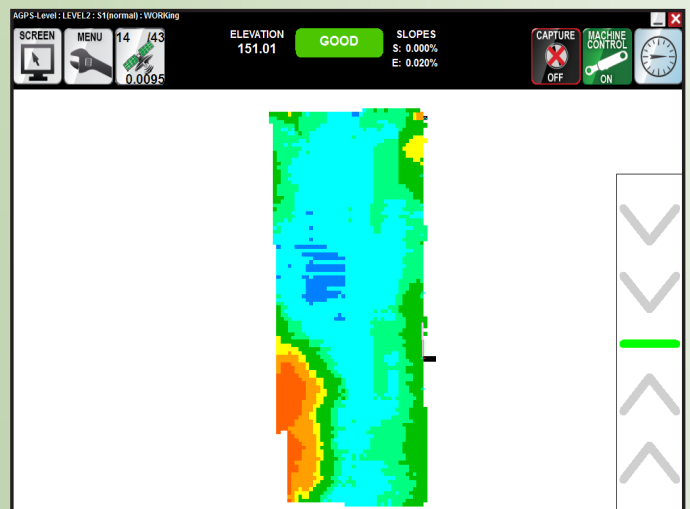 AGPS-Level : LEVEL2 : S1(normal) : WORKing
SCREEN
MENU
14 /43
0.0095
ELEVATION
151.01
GOOD
SLOPES
S: 0.000%
E: 0.020%
CAPTURE
OFF
MACHINE
CONTROL
ON